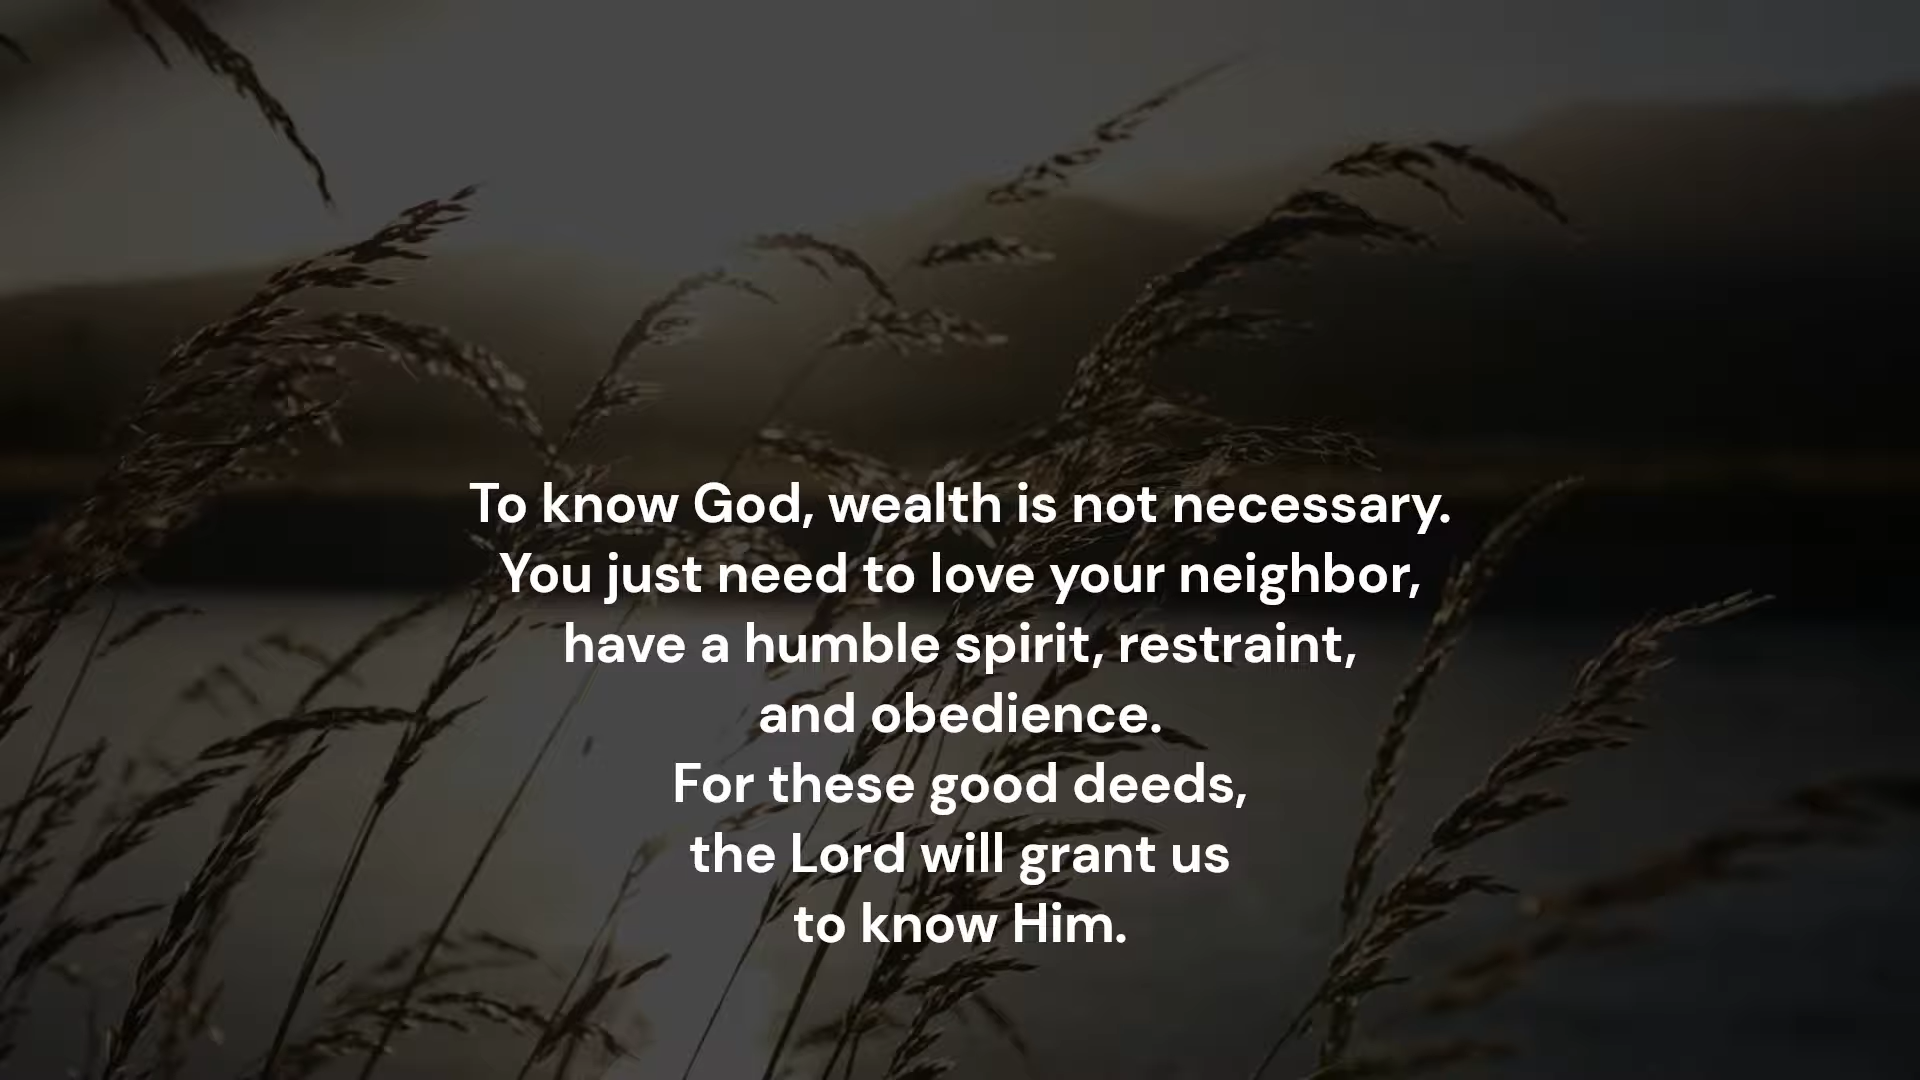 To know God, wealth is not necessary.
You just need to love your neighbor,
have a humble spirit, restraint,
and obedience.
For these good deeds,
the Lord will grant us
to know Him.